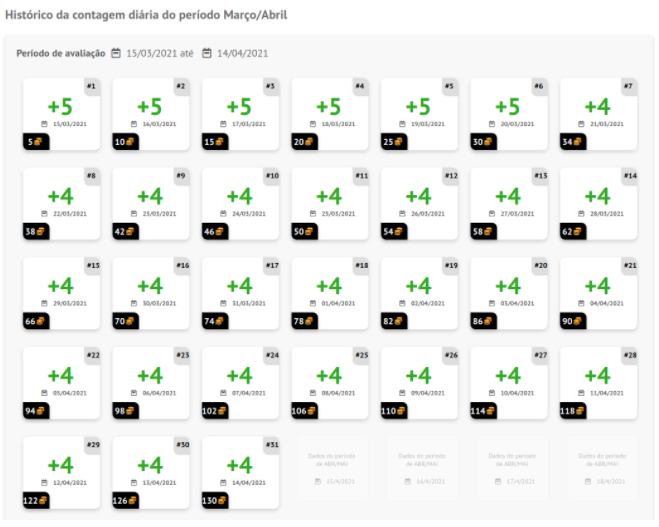 Histórico da contagem diária do período Março/Abril
Período de avaliação 15/03/2021 até 14/04/2021
#1 #2 #3 #4 #5 #6 #7
+5 +5 +5 +5 +5 +5 +4
15/03/2021 16/03/2021 17/03/2021 18/03/2021 19/03/2021 20/03/2021 21/03/2021
5 10 15 20 25 30 34
#8 #9 #10 #11 #12 #13 #14
+4 +4 +4 +4 +4 +4 +4
22/03/2021 23/03/2021 24/03/2021 25/03/2021 26/03/2021 27/03/2021 28/03/2021
38 42 46 50 54 58 62
#15 #16 #17 #18 #19 #20 #21
+4 +4 +4 +4 +4 +4 +4
29/03/2021 30/03/2021 31/03/2021 01/04/2021 02/04/2021 03/04/2021 04/04/2021
66 70 74 78 82 86 90
#22 #23 #24 #25 #26 #27 #28
+4 +4 +4 +4 +4 +4 +4
05/04/2021 06/04/2021 07/04/2021 08/04/2021 09/04/2021 10/04/2021 11/04/2021
94 98 102 106 110 114 118
#29 #30 #31
+4 +4 +4 Dados do período Dados do período Dados do período Dados do período
de ABR/MAI de ABR/MAI de ABR/MAI de ABR/MAI
12/04/2021 13/04/2021 14/04/2021 15/4/2021 16/4/2021 17/4/2021 18/4/2021
122 126 130